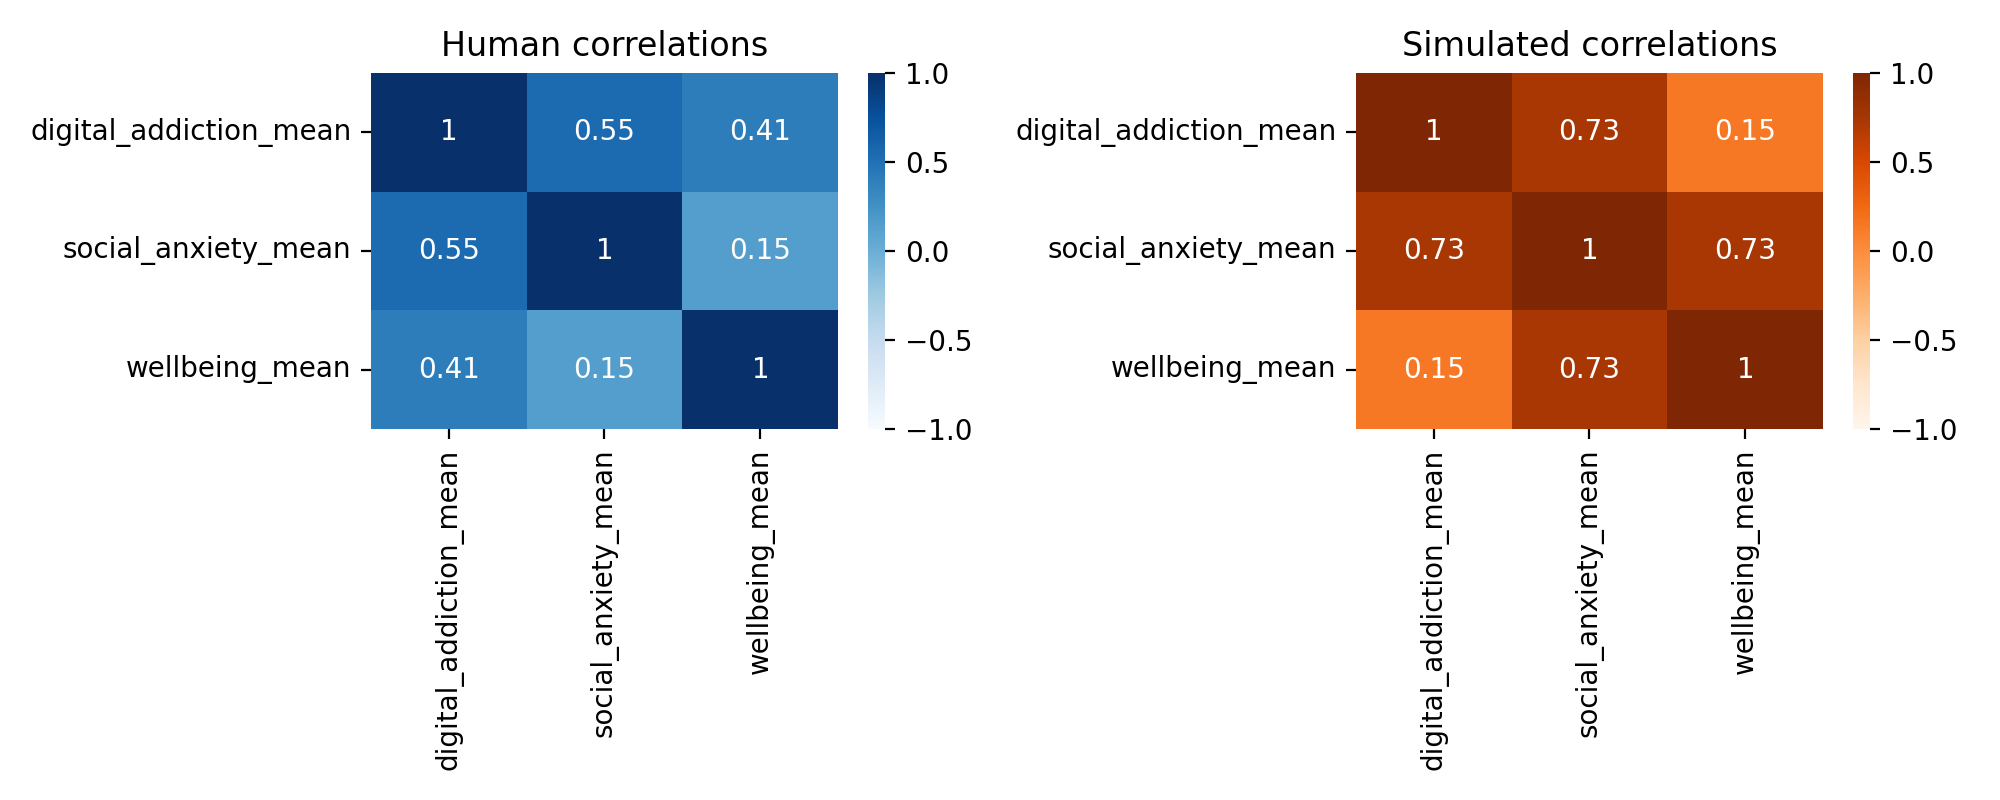 Human correlations
digital_addiction_mean
social_anxiety_mean
wellbeing_mean
1 0.55 0.41
0.55 1 0.15
0.41 0.15 1
1.0
0.5
0.0
−0.5
−1.0
digital_addiction_mean
social_anxiety_mean
wellbeing_mean
Simulated correlations
digital_addiction_mean
social_anxiety_mean
wellbeing_mean
1 0.73 0.15
0.73 1 0.73
0.15 0.73 1
1.0
0.5
0.0
−0.5
−1.0
digital_addiction_mean
social_anxiety_mean
wellbeing_mean